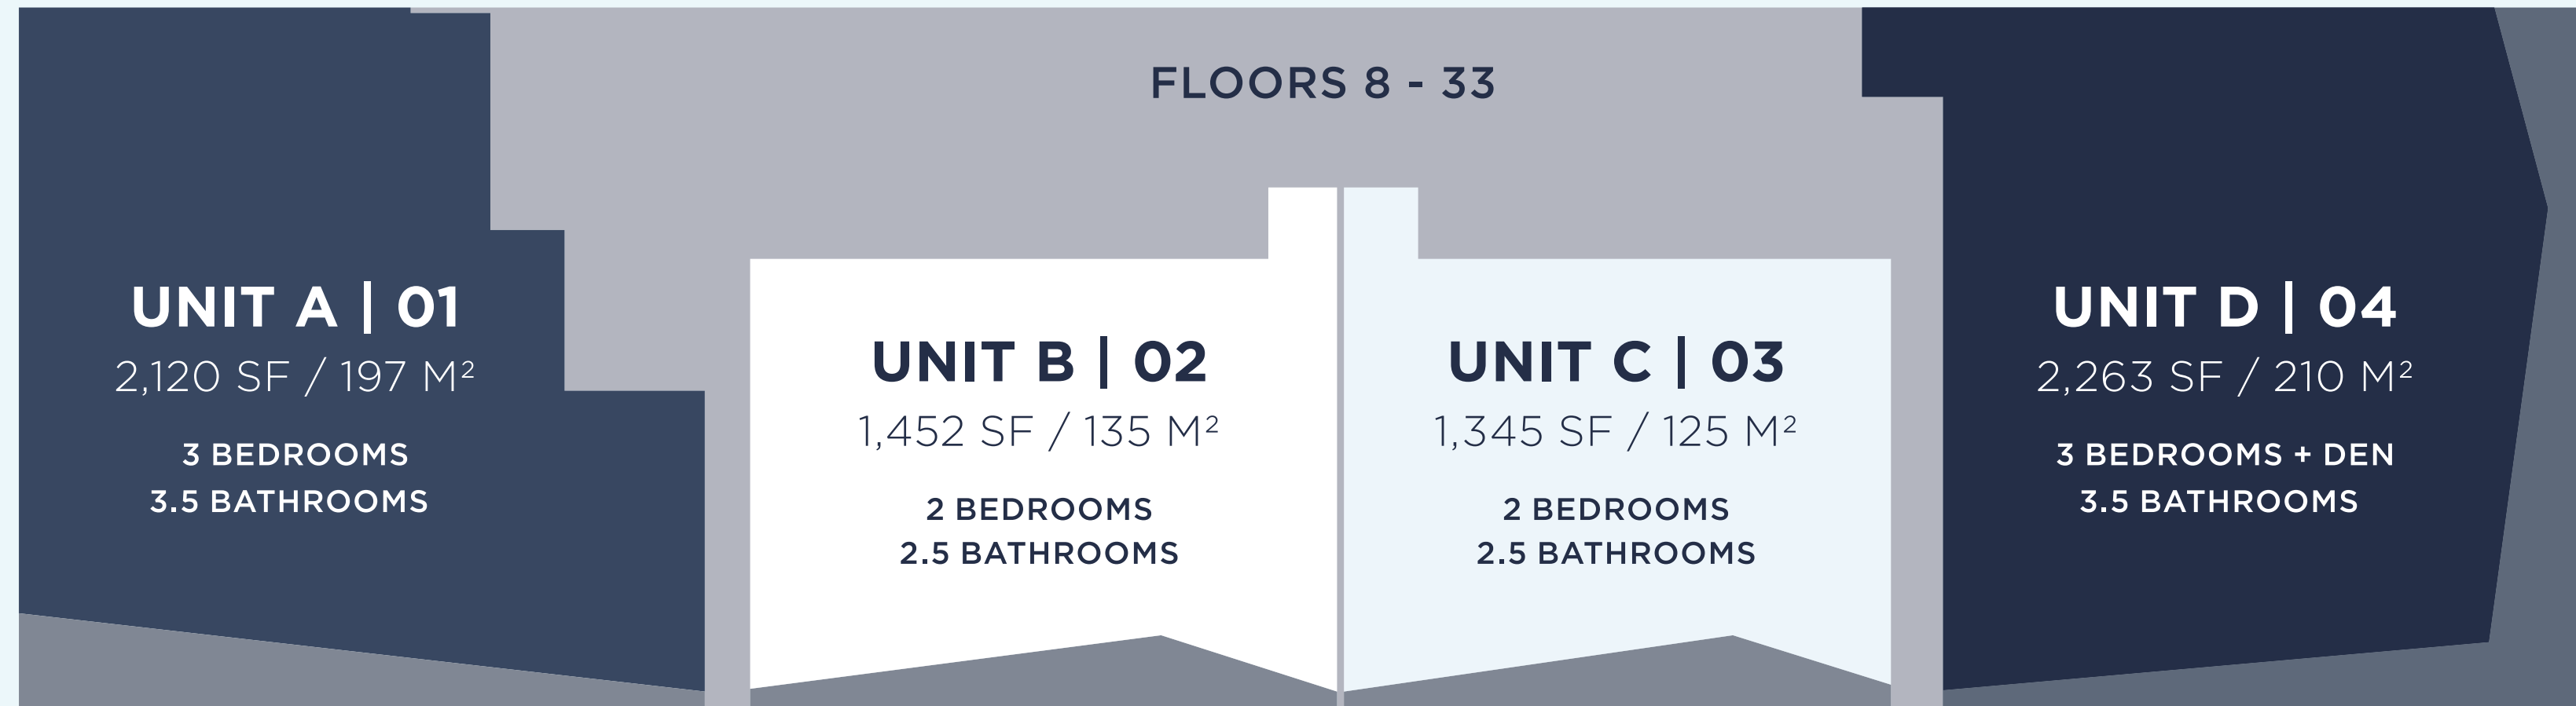 FLOORS 8 - 33
UNIT A | 01
2,120 SF / 197 M²
3 BEDROOMS
3.5 BATHROOMS
UNIT B | 02
1,452 SF / 135 M²
2 BEDROOMS
2.5 BATHROOMS
UNIT C | 03
1,345 SF / 125 M²
2 BEDROOMS
2.5 BATHROOMS
UNIT D | 04
2,263 SF / 210 M²
3 BEDROOMS + DEN
3.5 BATHROOMS